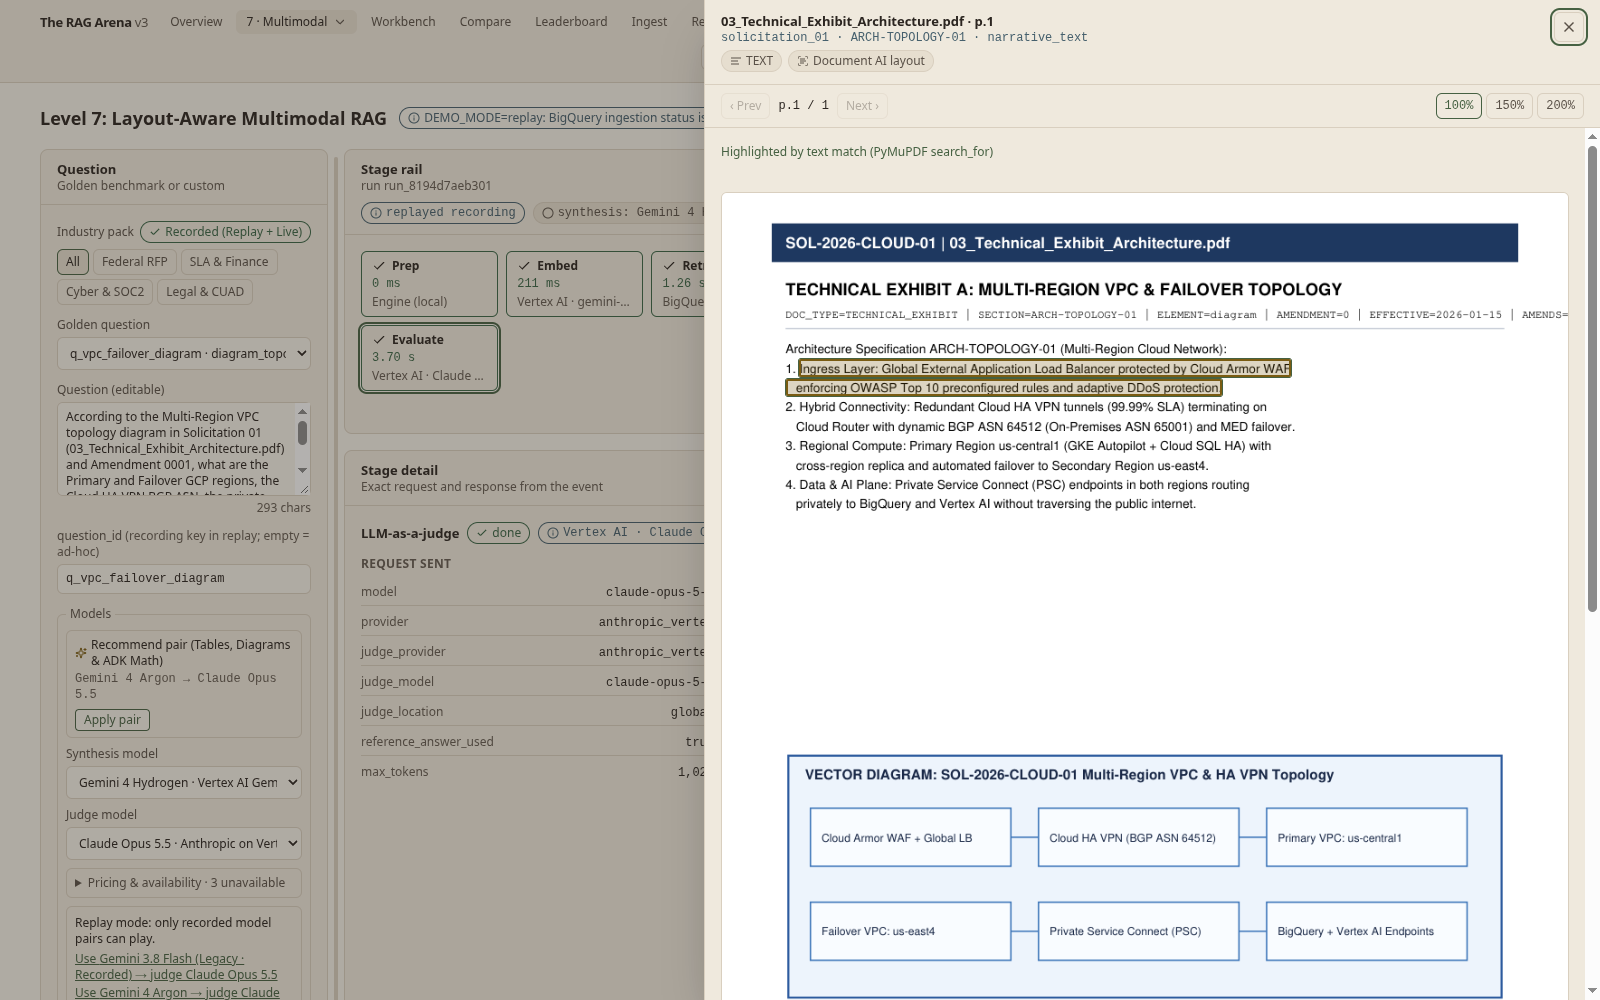 The RAG Arena v3
Overview
7 · Multimodal
Workbench
Compare
Leaderboard
Ingest
Level 7: Layout-Aware Multimodal RAG
DEMO_MODE=replay: BigQuery ingestion status is
Question
Golden benchmark or custom
Industry pack
Recorded (Replay + Live)
All
Federal RFP
SLA & Finance
Cyber & SOC2
Legal & CUAD
Golden question
q_vpc_failover_diagram · diagram_topo
Question (editable)
According to the Multi-Region VPC
topology diagram in Solicitation 01
(03_Technical_Exhibit_Architecture.pdf)
and Amendment 0001, what are the
Primary and Failover GCP regions, the
Cloud HA VPN BGP ASN, the private
293 chars
question_id (recording key in replay; empty =
ad-hoc)
q_vpc_failover_diagram
Models
Recommend pair (Tables, Diagrams
& ADK Math)
Gemini 4 Argon → Claude Opus
5.5
Apply pair
Synthesis model
Gemini 4 Hydrogen · Vertex AI Gem
Judge model
Claude Opus 5.5 · Anthropic on Vert
Pricing & availability · 3 unavailable
Replay mode: only recorded model
pairs can play.
Use Gemini 3.8 Flash (Legacy ·
Recorded) → judge Claude Opus 5.5
Use Gemini 4 Argon → judge Claude
Stage rail
run run_8194d7aeb301
replayed recording
synthesis: Gemini 4
Prep
0 ms
Engine (local)
Embed
211 ms
Vertex AI · gemini-...
Retr
1.26 s
BigQue
Evaluate
3.70 s
Vertex AI · Claude ...
Stage detail
Exact request and response from the event
LLM-as-a-judge
done
Vertex AI · Claude
REQUEST SENT
model claude-opus-5-
provider anthropic_verte
judge_provider anthropic_verte
judge_model claude-opus-5-
judge_location globa
reference_answer_used tru
max_tokens 1,02
03_Technical_Exhibit_Architecture.pdf · p.1
solicitation_01 · ARCH-TOPOLOGY-01 · narrative_text
TEXT
Document AI layout
‹ Prev
p.1 / 1
Next ›
100%
150%
200%
Highlighted by text match (PyMuPDF search_for)
SOL-2026-CLOUD-01 | 03_Technical_Exhibit_Architecture.pdf
TECHNICAL EXHIBIT A: MULTI-REGION VPC & FAILOVER TOPOLOGY
DOC_TYPE=TECHNICAL_EXHIBIT | SECTION=ARCH-TOPOLOGY-01 | ELEMENT=diagram | AMENDMENT=0 | EFFECTIVE=2026-01-15 | AMENDS=
Architecture Specification ARCH-TOPOLOGY-01 (Multi-Region Cloud Network):
1. Ingress Layer: Global External Application Load Balancer protected by Cloud Armor WAF
enforcing OWASP Top 10 preconfigured rules and adaptive DDoS protection.
2. Hybrid Connectivity: Redundant Cloud HA VPN tunnels (99.99% SLA) terminating on
Cloud Router with dynamic BGP ASN 64512 (On-Premises ASN 65001) and MED failover.
3. Regional Compute: Primary Region us-central1 (GKE Autopilot + Cloud SQL HA) with
cross-region replica and automated failover to Secondary Region us-east4.
4. Data & AI Plane: Private Service Connect (PSC) endpoints in both regions routing
privately to BigQuery and Vertex AI without traversing the public internet.
VECTOR DIAGRAM: SOL-2026-CLOUD-01 Multi-Region VPC & HA VPN Topology
Cloud Armor WAF + Global LB
Cloud HA VPN (BGP ASN 64512)
Primary VPC: us-central1
Failover VPC: us-east4
Private Service Connect (PSC)
BigQuery + Vertex AI Endpoints